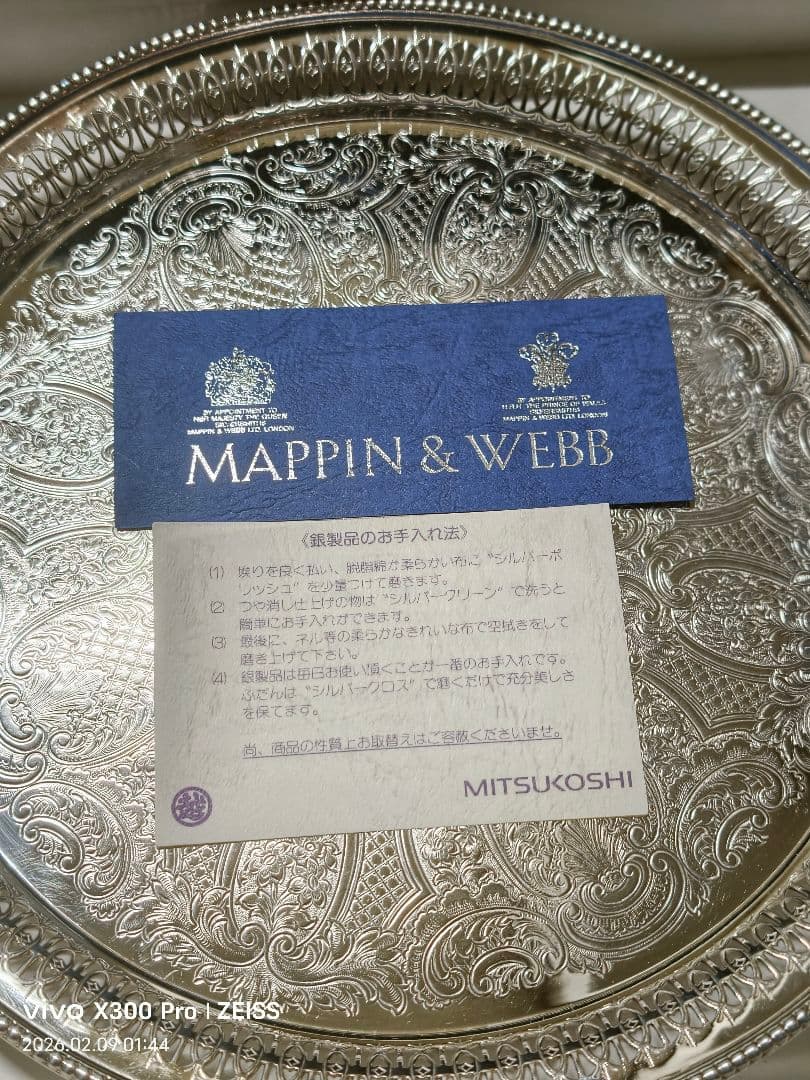 BY APPOINTMENT TO
HER MAJESTY THE QUEEN
SILVERSMITHS
MAPPIN & WEBB LTD. LONDON
BY APPOINTMENT TO
H.R.H. THE PRINCE OF WALES
SILVERSMITHS
MAPPIN & WEBB LTD. LONDON
MAPPIN & WEBB
《銀製品のお手入れ法》
(1) 埃りを良く払い、脱脂綿か柔らかい布に“シルバーポ
リッシュ”を少量つけて磨きます。
(2) つや消し仕上げの物は“シルバークリーン”で洗うと
簡単にお手入れができます。
(3) 最後に、ネル等の柔らかなきれいな布で空拭きをして
磨き上げて下さい。
(4) 銀製品は毎日お使い頂くことが一番のお手入れです。
ふだんは“シルバークロス”で磨くだけで充分美しさ
を保てます。
尚、商品の性質上お取替えはご容赦くださいませ。
越
MITSUKOSHI
vivo X300 Pro | ZEISS
2026.02.09 01:44